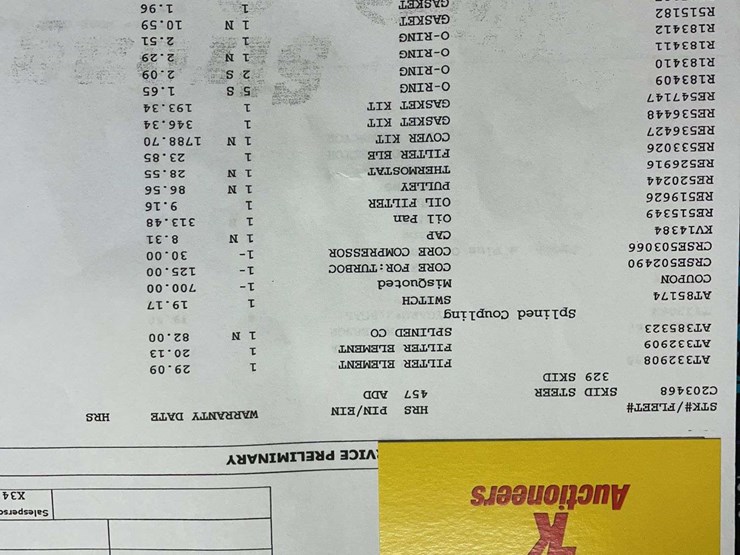 K
Auctioneers
Salesperso
X34
VICE PRELIMINARY
STK#/FLEET# HRS PIN/EIN WARRANTY DATE HRS
C203468 SKID STEER 457 ADD
329 SKID
AT332908 FILTER ELEMENT 1 29.09
AT332909 FILTER ELEMENT 1 20.13
AT385323 SPLINED CO 1 N 82.00
Splined Coupling
AT85174 SWITCH 1 19.17
COUPON MisQuoted 1- 700.00
CRSE502490 CORE FOR:TURBOC 1- 125.00
CRSE503066 CORE COMPRESSOR 1- 30.00
KV14384 CAP 1 N 8.31
RE515349 Oil Pan 1 313.48
RE519626 OIL FILTER 1 9.16
RE520244 PULLEY 1 N 86.56
RE526916 THERMOSTAT 1 N 28.55
RE533026 FILTER ELE 1 23.85
RE536427 COVER KIT 1 N 1788.70
RE536448 GASKET KIT 1 346.34
RE547147 GASKET KIT 1 193.34
R183409 O-RING 5 S 1.65
R183410 O-RING 2 S 2.09
R183411 O-RING 1 N 2.29
R183412 O-RING 1 2.51
R515182 GASKET 1 N 10.59
GASKET 1 1.96